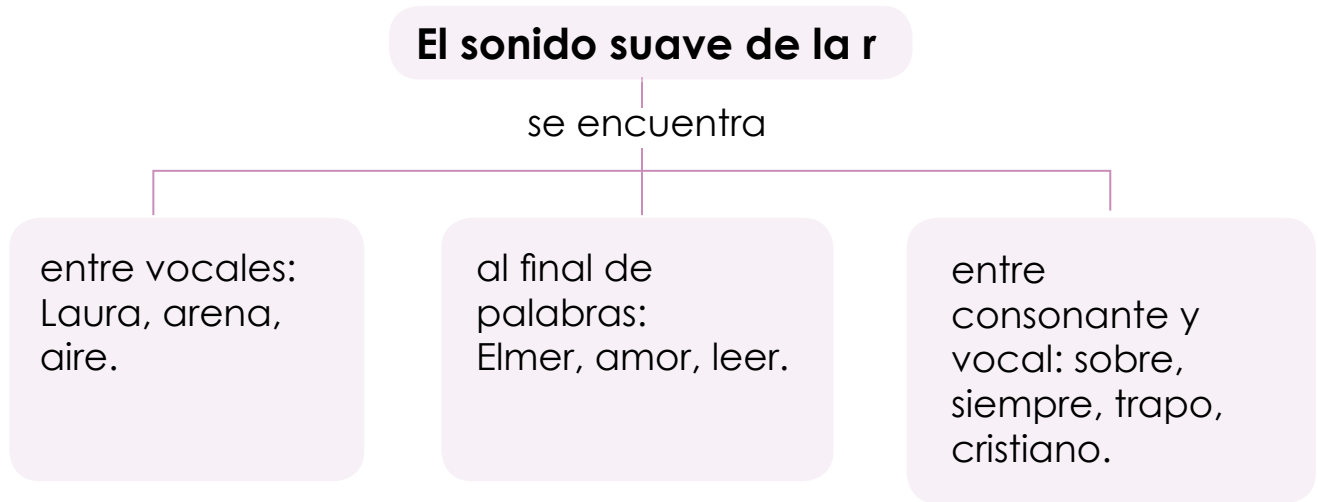 El sonido suave de la r
se encuentra
entre vocales:
Laura, arena,
aire.
al final de
palabras:
Elmer, amor, leer.
entre
consonante y
vocal: sobre,
siempre, trapo,
cristiano.